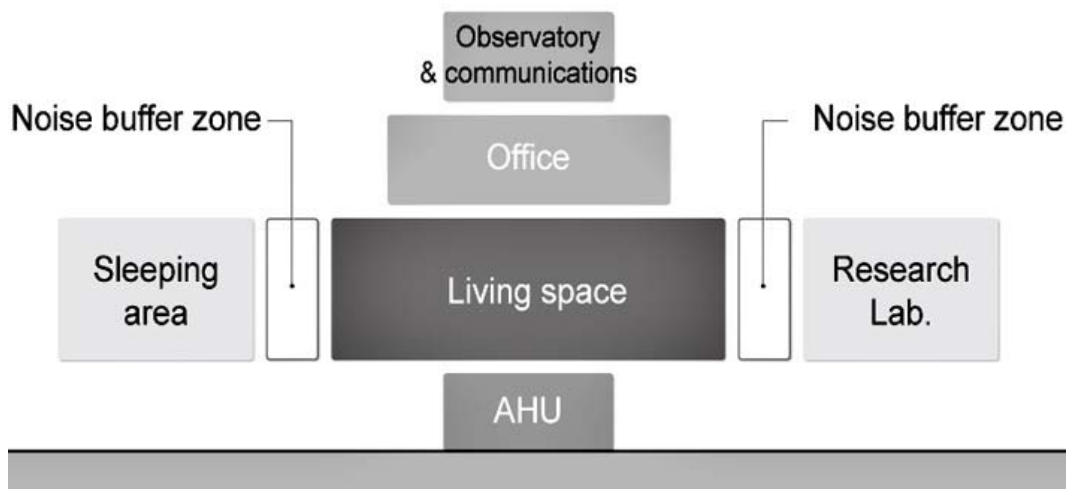 Observatory
& communications
Noise buffer zone
Noise buffer zone
Office
Sleeping
area
Living space
Research
Lab.
AHU